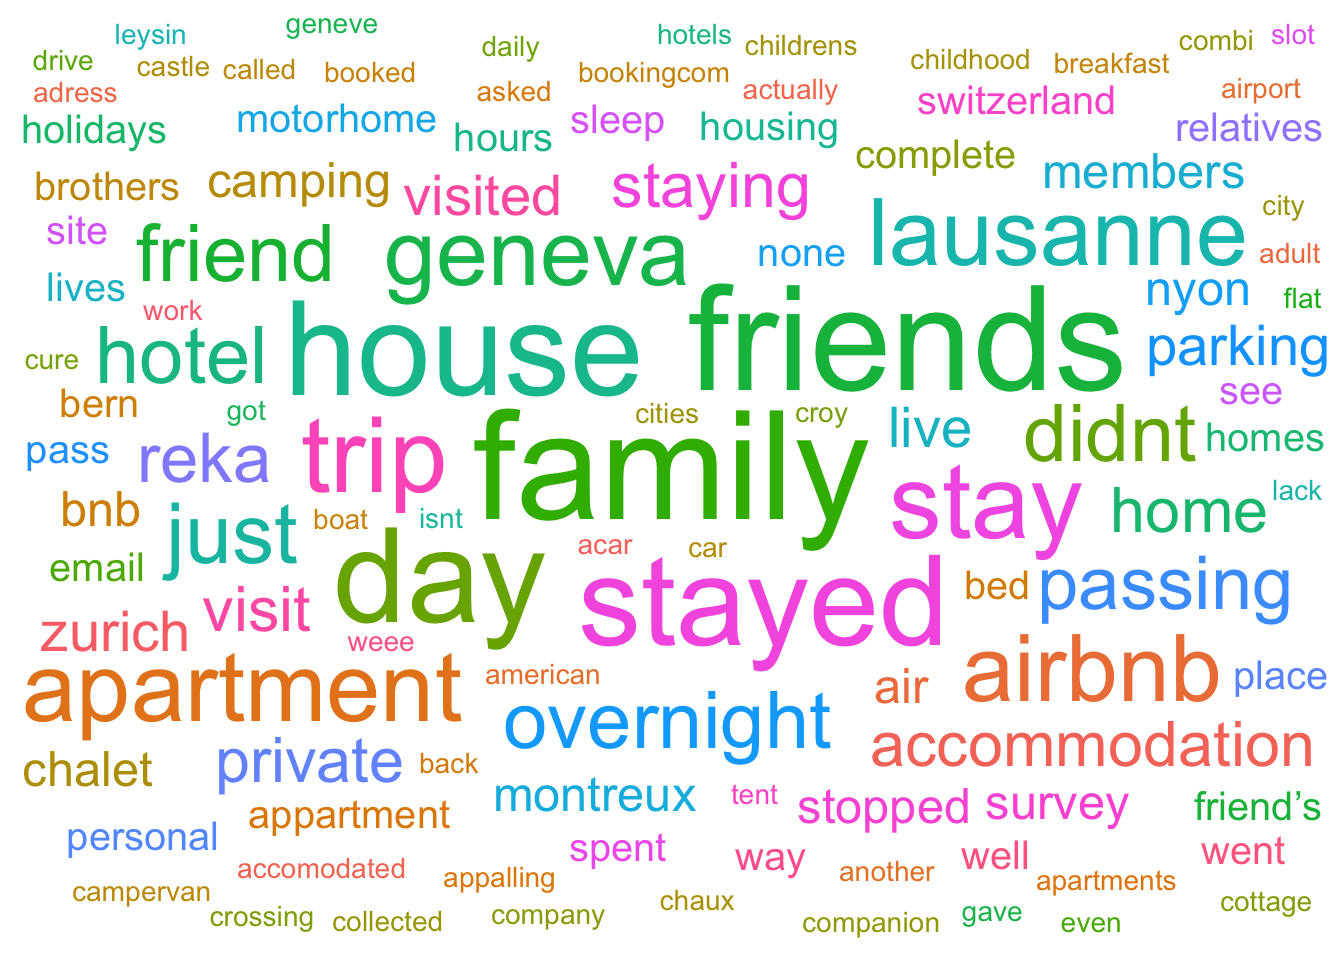 geneve
leysin
hotels
slot
combi
daily
childrens
drive
castle
called
booked
bookingcom
childhood
breakfast
adress
asked
actually
airport
holidays
motorhome
hours
sleep
housing
switzerland
relatives
complete
brothers
camping
visited
staying
members
site
friend
geneva
none
lausanne
city
adult
lives
nyon
flat
work
house
friends
parking
cure
hotel
bern
got
cities
croy
see
pass
reka
trip
family
live
didnt
homes
bnb
just
boat
isnt
stay
home
lack
email
day
acar
car
stayed
bed
passing
zurich
visit
weee
apartment
american
overnight
air
airbnb
place
chalet
private
back
accommodation
appartment
montreux
tent
stopped
survey
friend’s
personal
spent
way
well
went
accomodated
appalling
another
apartments
campervan
crossing
collected
company
chaux
companion
gave
even
cottage